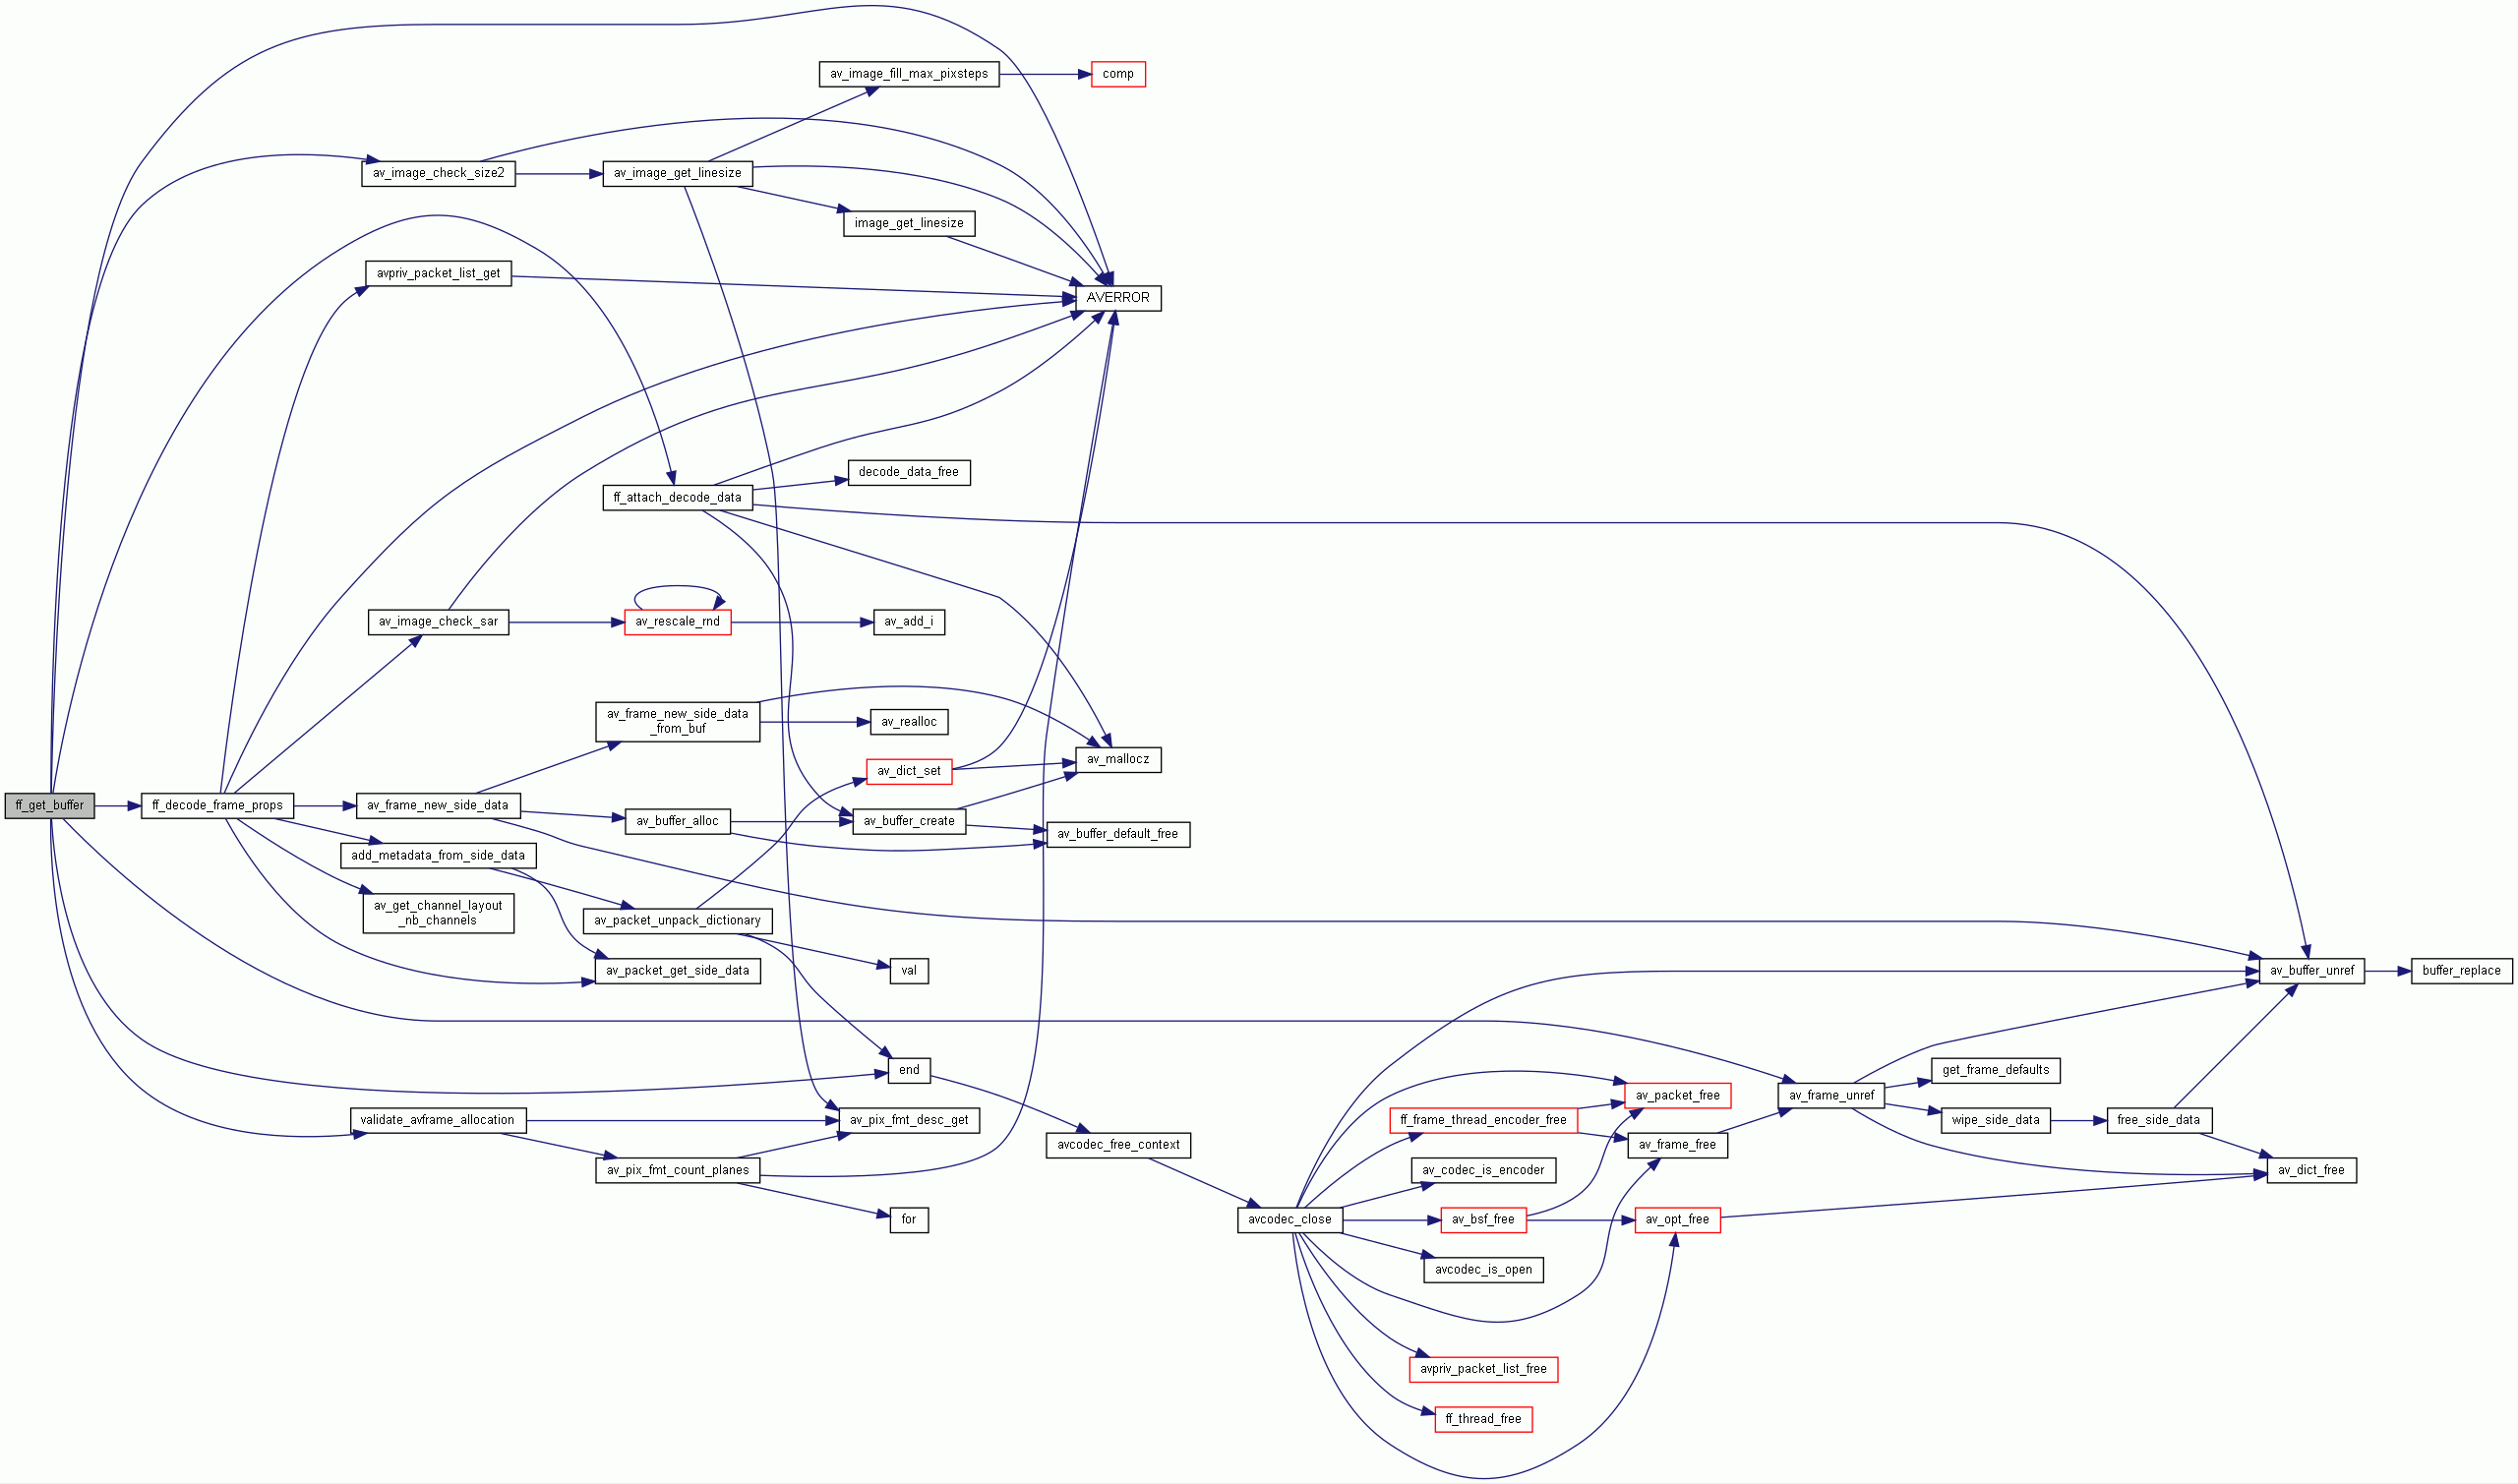 av_image_fill_max_pixsteps
comp
av_image_check_size2
av_image_get_linesize
image_get_linesize
avpriv_packet_list_get
AVERROR
decode_data_free
ff_attach_decode_data
av_image_check_sar
av_rescale_rnd
av_add_i
av_frame_new_side_data
_from_buf
av_realloc
av_mallocz
av_dict_set
ff_get_buffer
ff_decode_frame_props
av_frame_new_side_data
av_buffer_alloc
av_buffer_create
av_buffer_default_free
add_metadata_from_side_data
av_get_channel_layout
_nb_channels
av_packet_unpack_dictionary
av_packet_get_side_data
val
av_buffer_unref
buffer_replace
end
get_frame_defaults
av_packet_free
av_frame_unref
validate_avframe_allocation
av_pix_fmt_desc_get
ff_frame_thread_encoder_free
wipe_side_data
free_side_data
avcodec_free_context
av_frame_free
av_pix_fmt_count_planes
av_codec_is_encoder
av_dict_free
for
avcodec_close
av_bsf_free
av_opt_free
avcodec_is_open
avpriv_packet_list_free
ff_thread_free